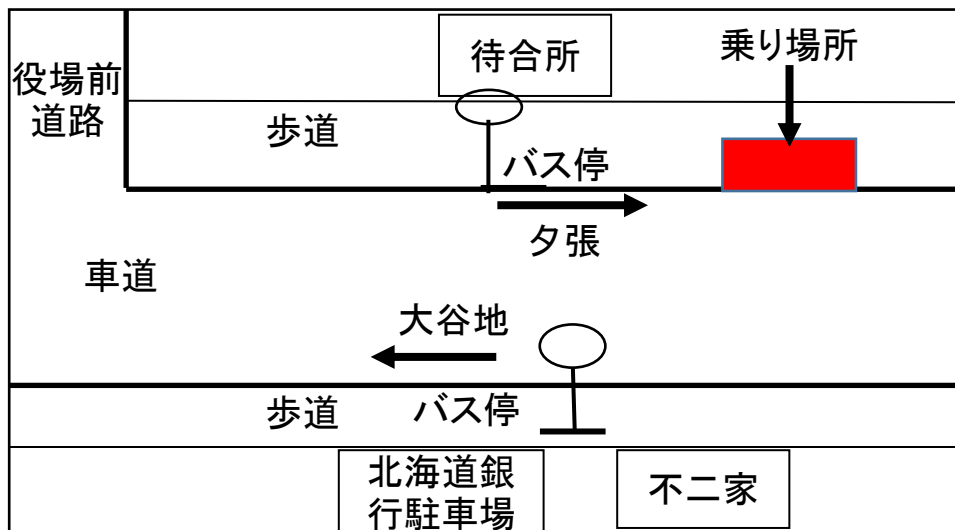 待合所
乗り場所
役場前
道路
歩道
バス停
夕張
車道
大谷地
歩道
バス停
北海道銀
行駐車場
不二家